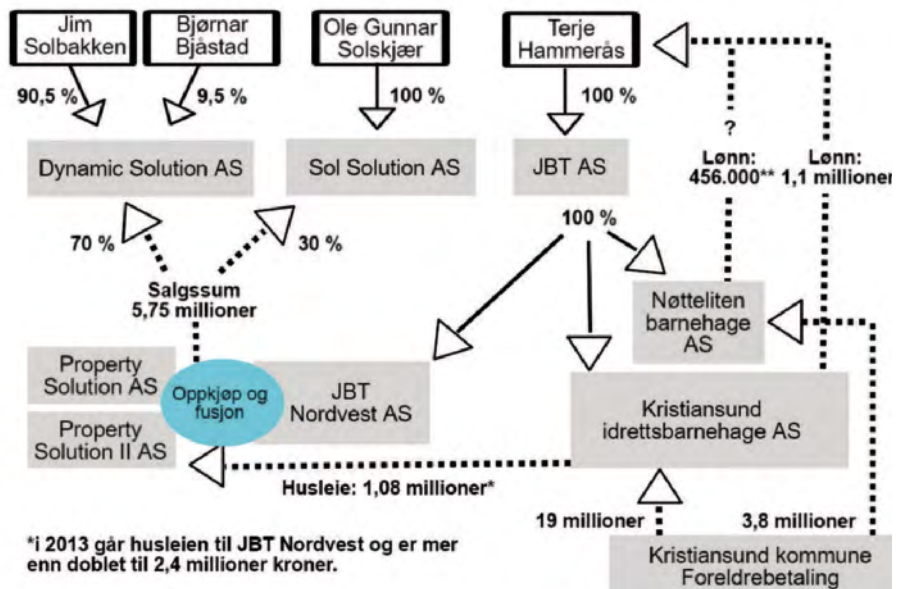 Jim
Solbakken
Bjørnar
Bjåstad
Ole Gunnar
Solskjær
Terje
Hammerås
90,5 %
9,5 %
100 %
100 %
?
Dynamic Solution AS
Sol Solution AS
JBT AS
Lønn:
456.000**
Lønn:
1,1 millioner
70 %
30 %
100 %
Salgssum
5,75 millioner
Nøtteliten
barnehage
AS
Property
Solution AS
Oppkjøp og
fusjon
JBT
Nordvest AS
Property
Solution II AS
Kristiansund
idrettsbarnehage AS
Husleie: 1,08 millioner*
19 millioner
3,8 millioner
*i 2013 går husleien til JBT Nordvest og er mer
enn doblet til 2,4 millioner kroner.
Kristiansund kommune
Foreldrebetaling